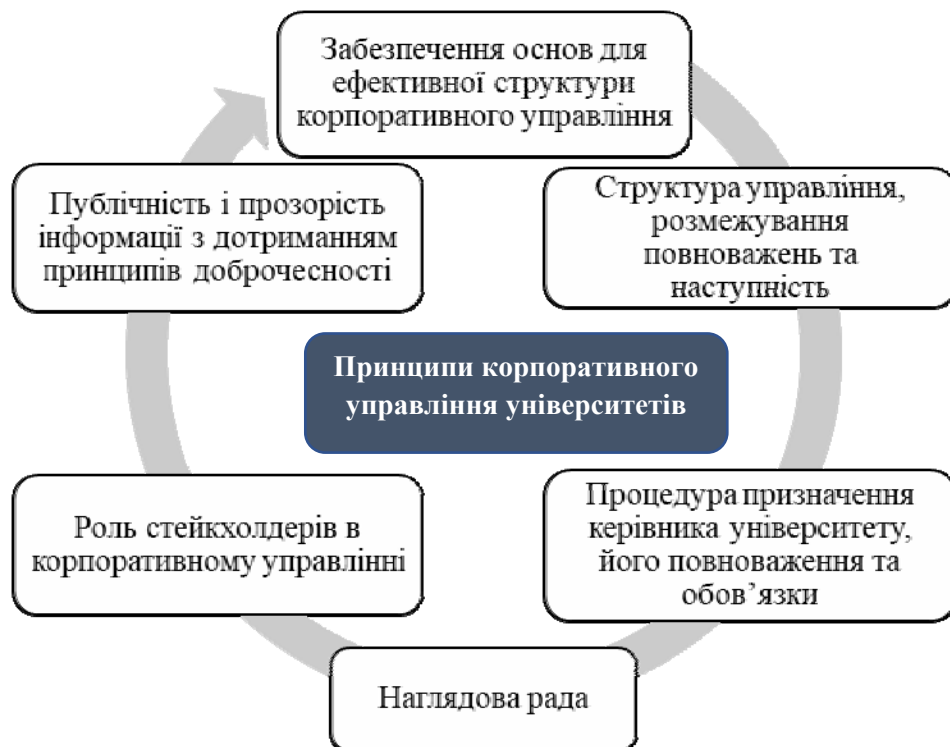 Забезпечення основ для
ефективної структури
корпоративного управління
Публічність і прозорість
інформації з дотриманням
принципів доброчесності
Структура управління,
розмежування
повноважень та
наступність
Принципи корпоративного
управління університетів
Роль стейкхолдерів в
корпоративному управлінні
Процедура призначення
керівника університету,
його повноваження та
обов’язки
Наглядова рада